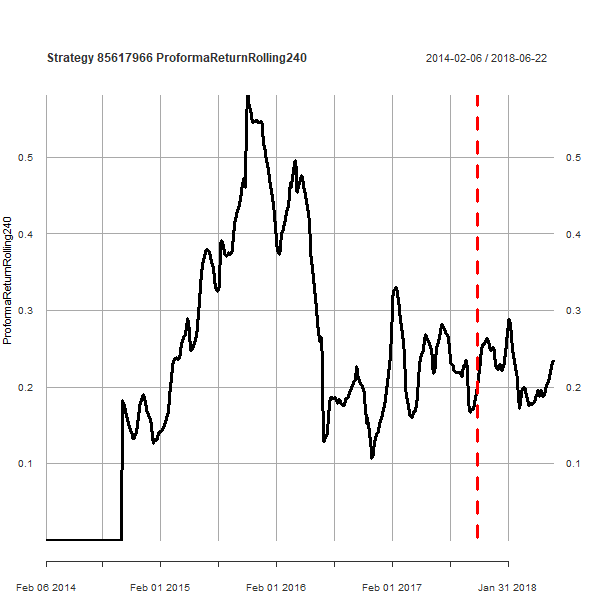 Strategy 85617966 ProformaReturnRolling240
2014-02-06 / 2018-06-22
ProformaReturnRolling240
0.5 0.5
0.4 0.4
0.3 0.3
0.2 0.2
0.1 0.1
Feb 06 2014 Feb 01 2015 Feb 01 2016 Feb 01 2017 Jan 31 2018